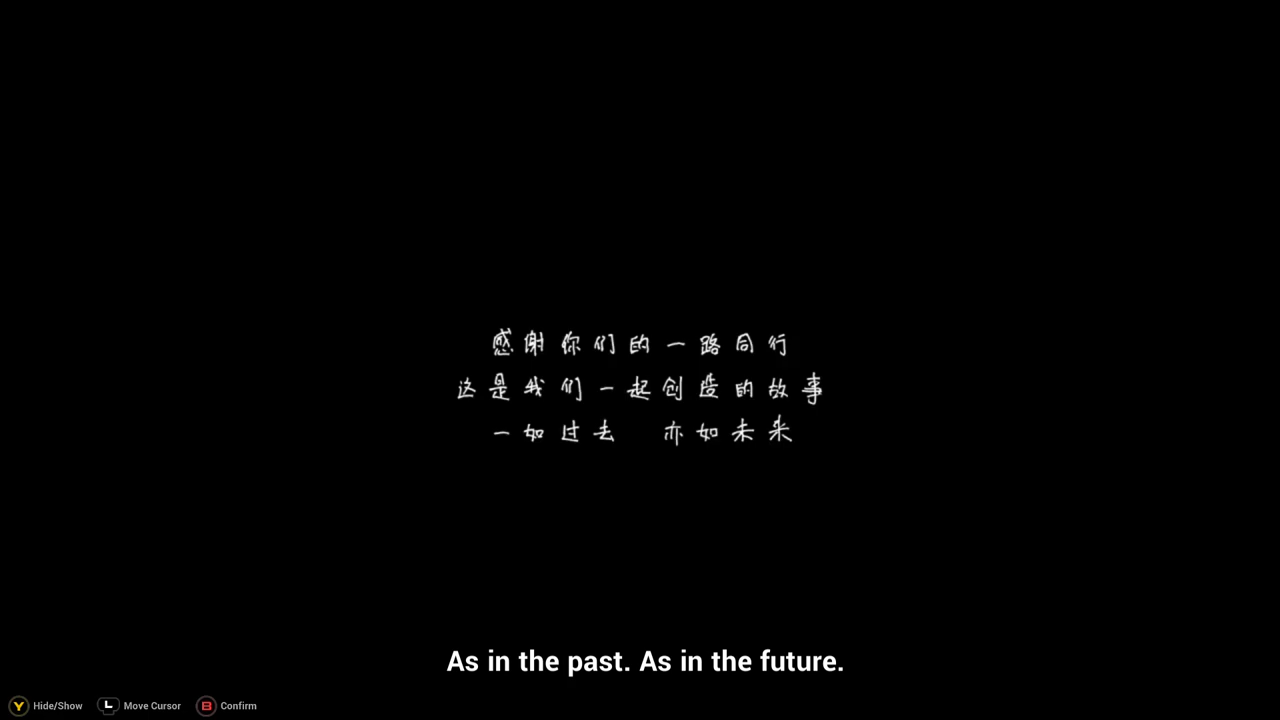 感谢你们的一路同行
这是我们一起创造的故事
一如过去 亦如未来
As in the past. As in the future.
Y Hide/Show L Move Cursor B Confirm